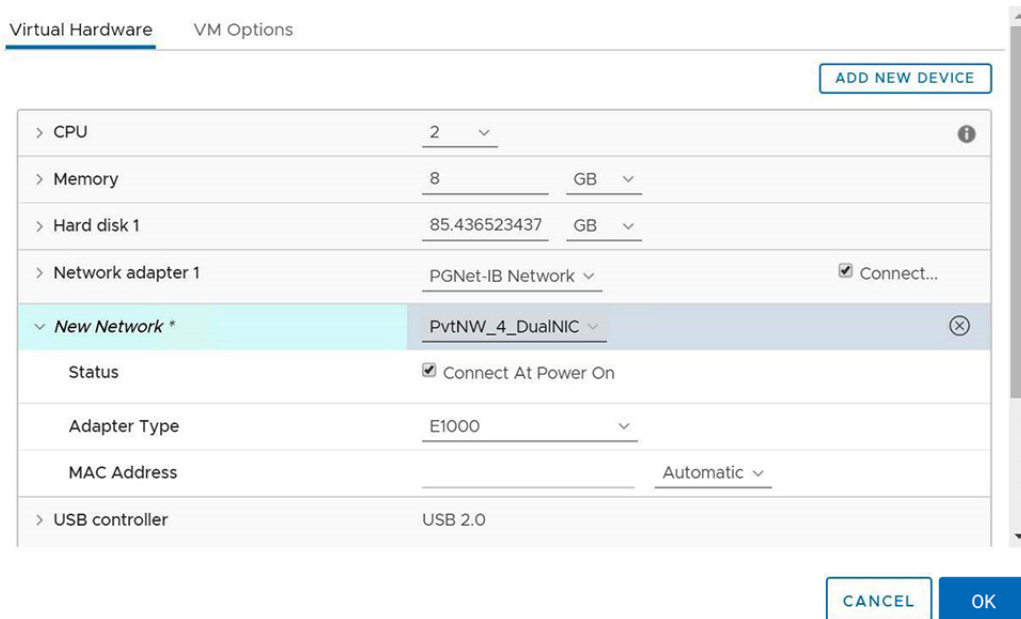 Virtual Hardware VM Options
ADD NEW DEVICE
CPU 2
Memory 8 GB
Hard disk 1 85.436523437 GB
Network adapter 1 PGNet-IB Network Connect...
New Network * PvtNW_4_DualNIC
Status Connect At Power On
Adapter Type E1000
MAC Address Automatic
USB controller USB 2.0
CANCEL OK